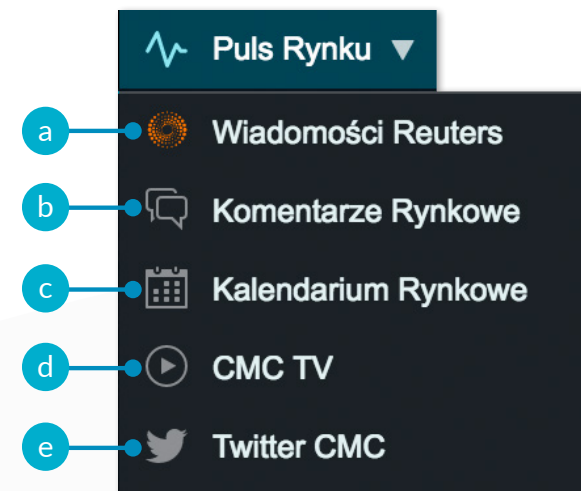 Puls Rynku
a Wiadomości Reuters
b Komentarze Rynkowe
c Kalendarium Rynkowe
d CMC TV
e Twitter CMC